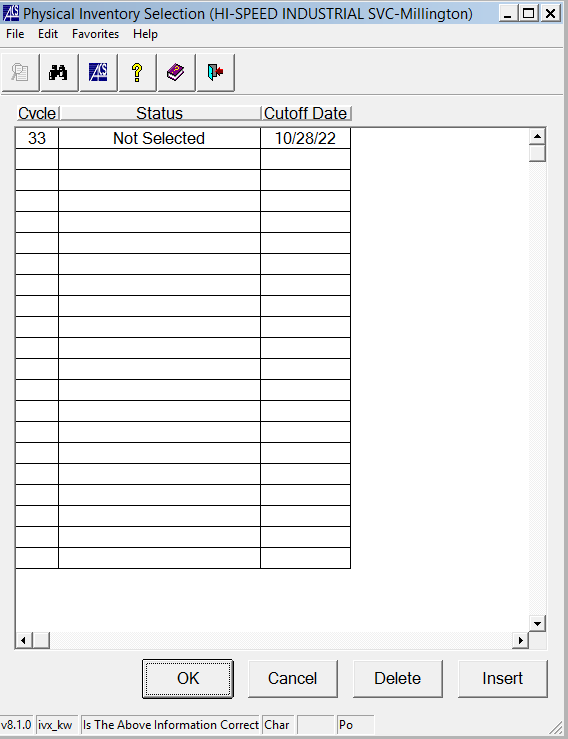 Physical Inventory Selection (HI-SPEED INDUSTRIAL SVC-Millington)
File Edit Favorites Help
Cycle Status Cutoff Date
33 Not Selected 10/28/22
OK Cancel Delete Insert
v8.1.0 ivx_kw Is The Above Information Correct Char Po